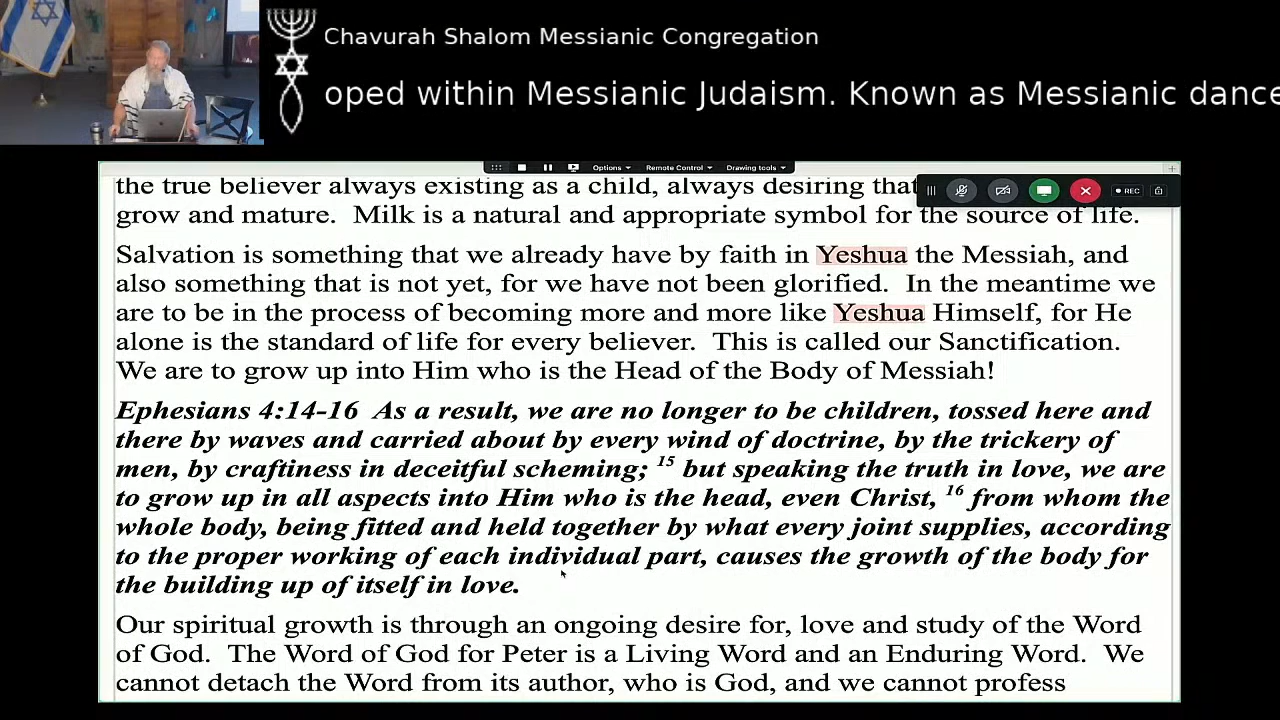 Chavurah Shalom Messianic Congregation
oped within Messianic Judaism. Known as Messianic dance
Options
Remote Control
Drawing tools
REC
the true believer always existing as a child, always desiring that
grow and mature. Milk is a natural and appropriate symbol for the source of life.
Salvation is something that we already have by faith in Yeshua the Messiah, and
also something that is not yet, for we have not been glorified. In the meantime we
are to be in the process of becoming more and more like Yeshua Himself, for He
alone is the standard of life for every believer. This is called our Sanctification.
We are to grow up into Him who is the Head of the Body of Messiah!
Ephesians 4:14-16 As a result, we are no longer to be children, tossed here and
there by waves and carried about by every wind of doctrine, by the trickery of
men, by craftiness in deceitful scheming; 15 but speaking the truth in love, we are
to grow up in all aspects into Him who is the head, even Christ, 16 from whom the
whole body, being fitted and held together by what every joint supplies, according
to the proper working of each individual part, causes the growth of the body for
the building up of itself in love.
Our spiritual growth is through an ongoing desire for, love and study of the Word
of God. The Word of God for Peter is a Living Word and an Enduring Word. We
cannot detach the Word from its author, who is God, and we cannot profess